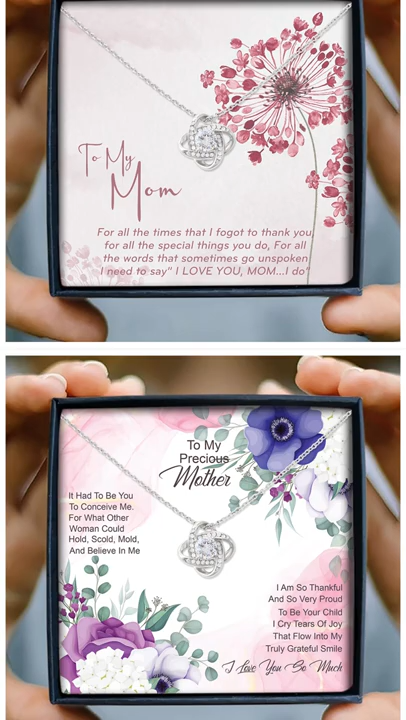 To My
Mom
For all the times that I fogot to thank you,
for all the special things you do, For all
the words that sometimes go unspoken
I need to say" I LOVE YOU, MOM...I do"
To My
Precious
Mother
It Had To Be You
To Conceive Me.
For What Other
Woman Could
Hold, Scold, Mold,
And Believe In Me
I Am So Thankful
And So Very Proud
To Be Your Child
I Cry Tears Of Joy
That Flow Into My
Truly Grateful Smile
I Love You So Much